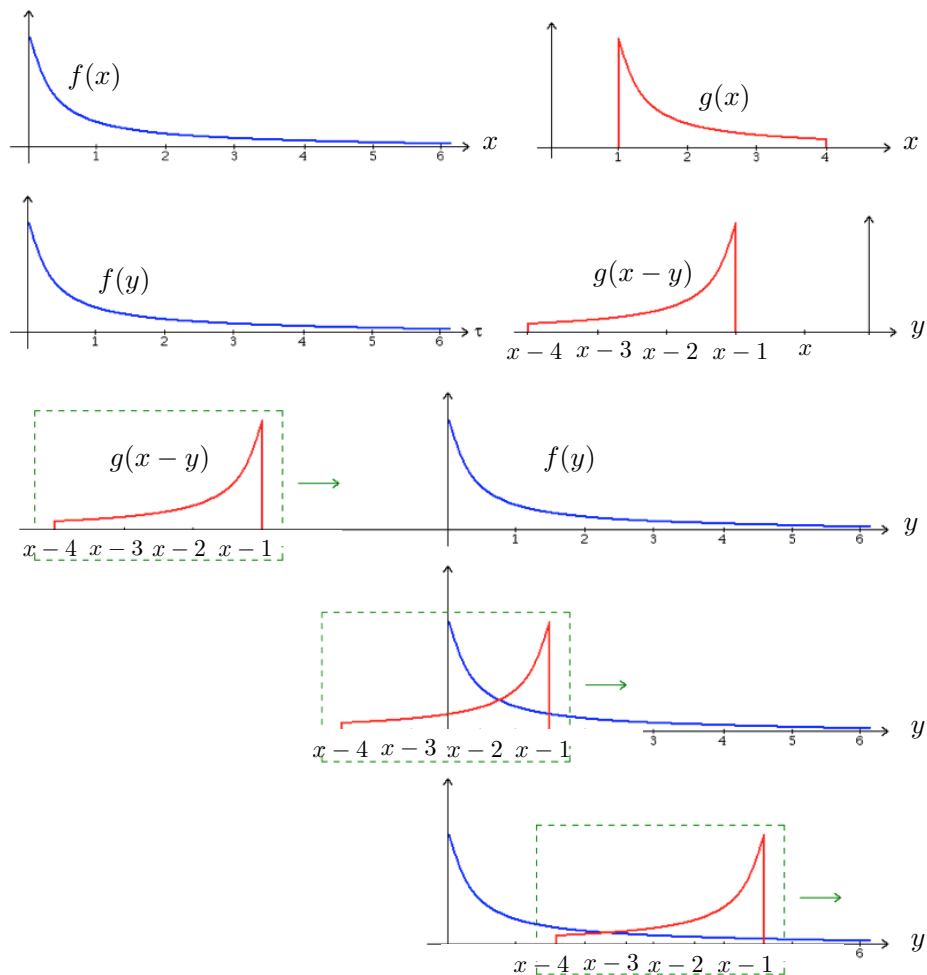 f(x)
g(x)
x
x
1 2 3 4 5 6
1 2 3 4
f(y)
g(x − y)
τ
y
1 2 3 4 5 6
x − 4 x − 3 x − 2 x − 1 x
g(x − y)
f(y)
y
x − 4 x − 3 x − 2 x − 1
1 2 3 4 5 6
y
x − 4 x − 3 x − 2 x − 1
3 4 5 6
y
x − 4 x − 3 x − 2 x − 1
6